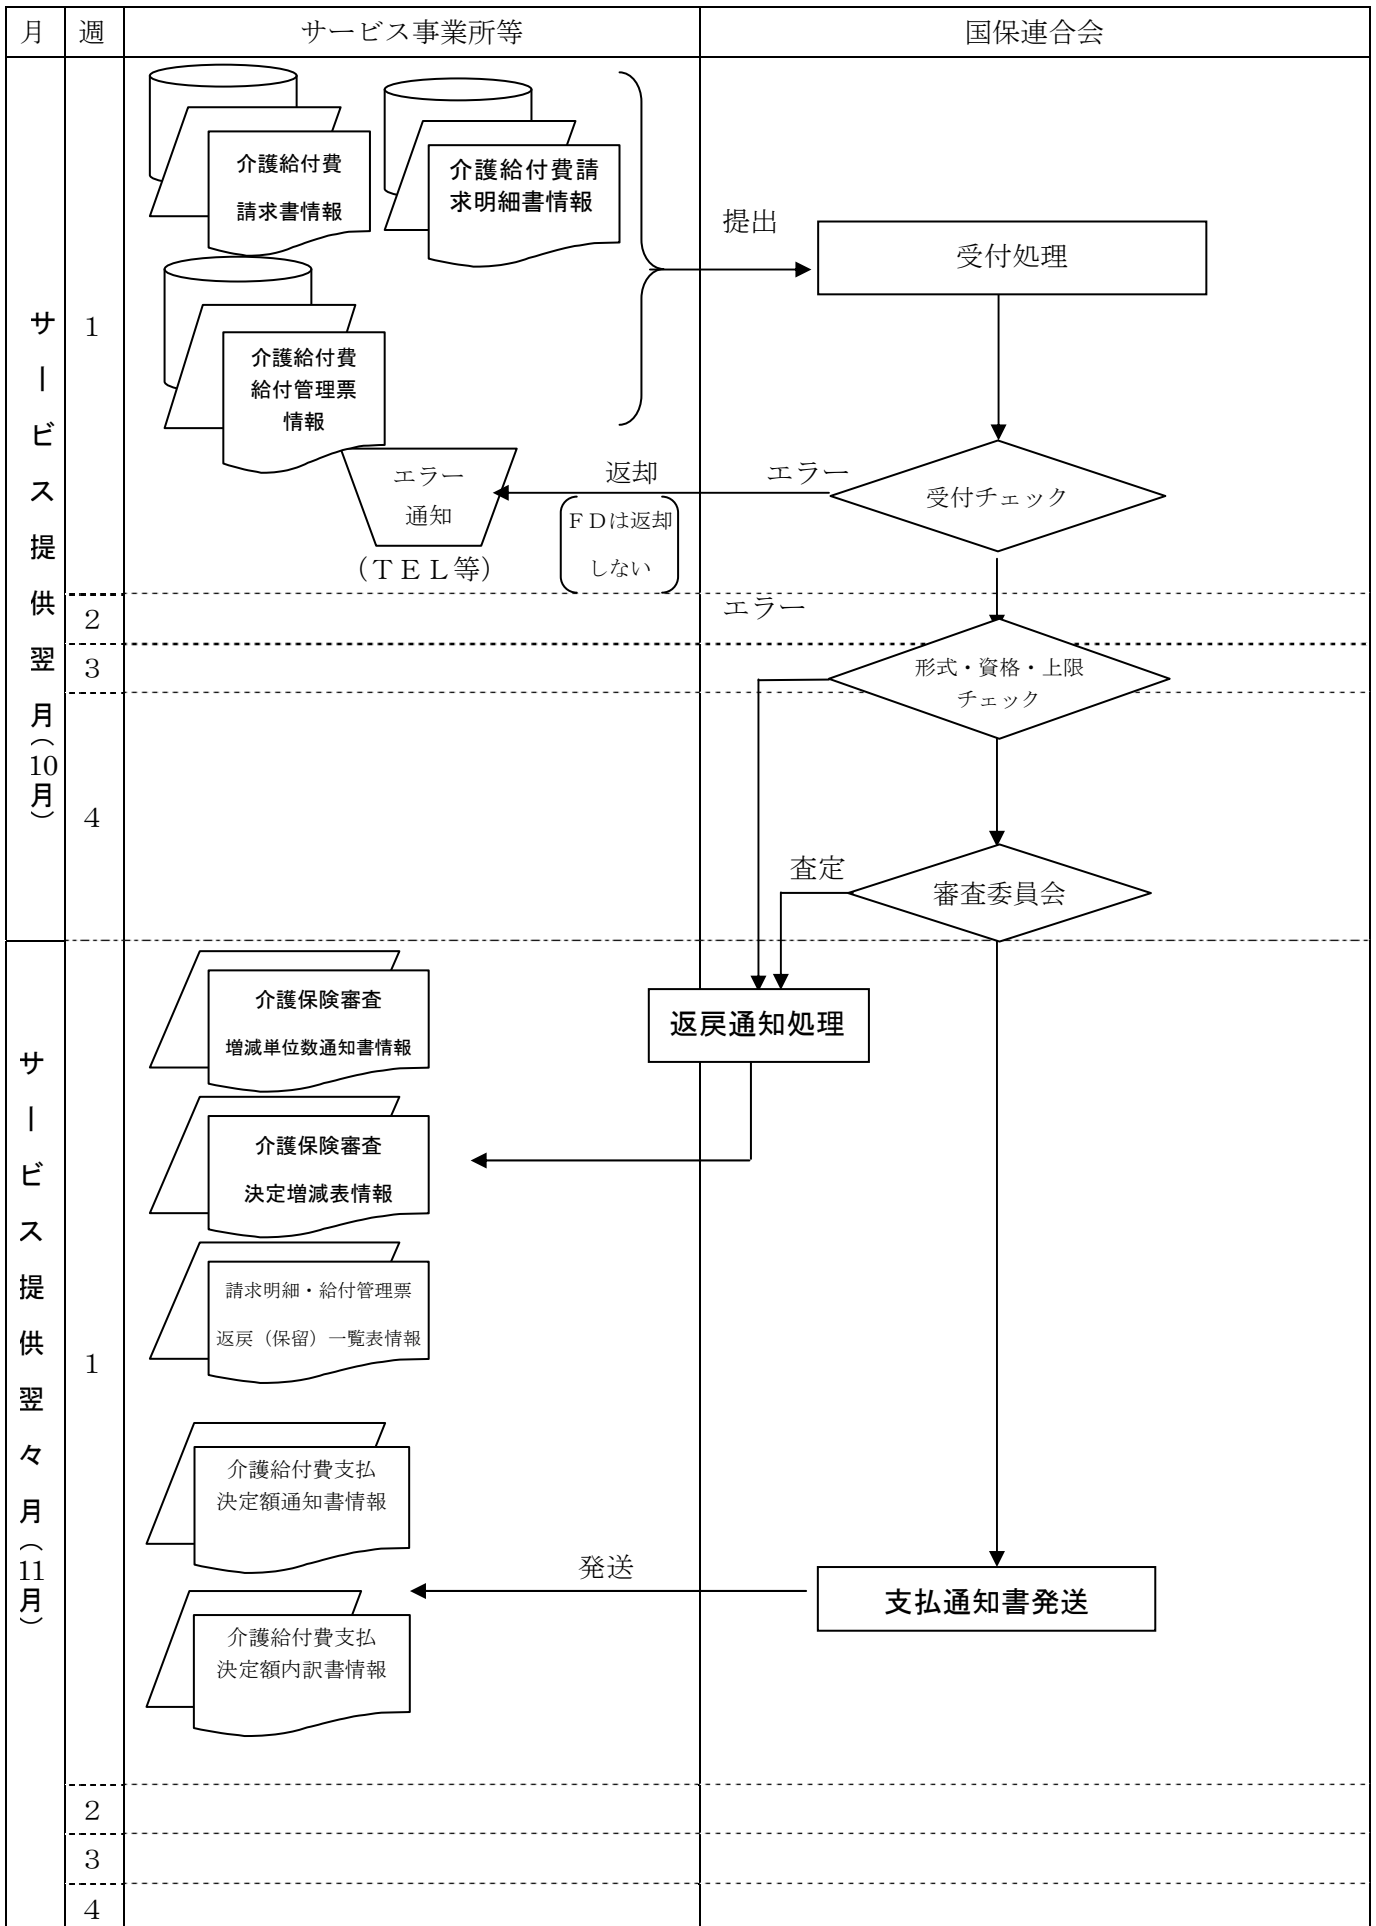 月
週
サービス事業所等
国保連合会
サービス提供翌月（10月）
1
介護給付費
請求書情報
介護給付費請
求明細書情報
介護給付費
給付管理票
情報
提出
受付処理
受付チェック
エラー
返却
ＦＤは返却
しない
エラー
通知
（ＴＥＬ等）
2
エラー
3
形式・資格・上限
チェック
4
査定
審査委員会
サービス提供翌々月（11月）
1
介護保険審査
増減単位数通知書情報
返戻通知処理
介護保険審査
決定増減表情報
請求明細・給付管理票
返戻（保留）一覧表情報
介護給付費支払
決定額通知書情報
発送
支払通知書発送
介護給付費支払
決定額内訳書情報
2
3
4